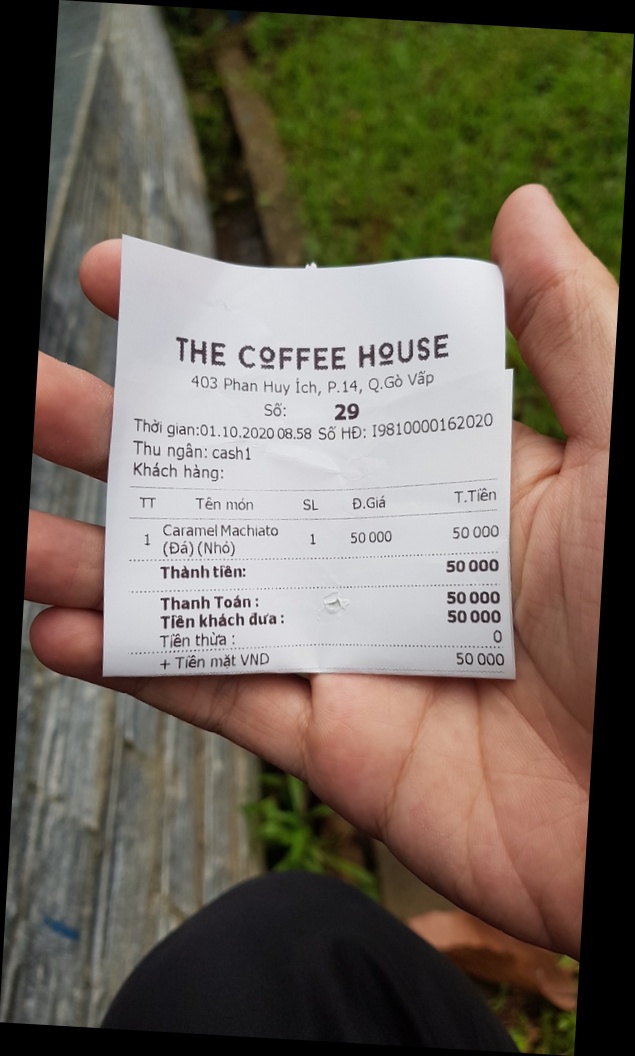 THE COFFEE HOUSE
403 Phan Huy Ích, P.14, Q.Gò Vấp
Số: 29
Thời gian:01.10.2020 08.58 Số HĐ: I9810000162020
Thu ngân: cash1
Khách hàng:
TT Tên món SL Đ.Giá T.Tiền
1 Caramel Machiato 1 50 000 50 000
(Đá) (Nhỏ)
Thành tiền: 50 000
Thanh Toán : 50 000
Tiền khách đưa : 50 000
Tiền thừa : 0
+ Tiền mặt VND 50 000